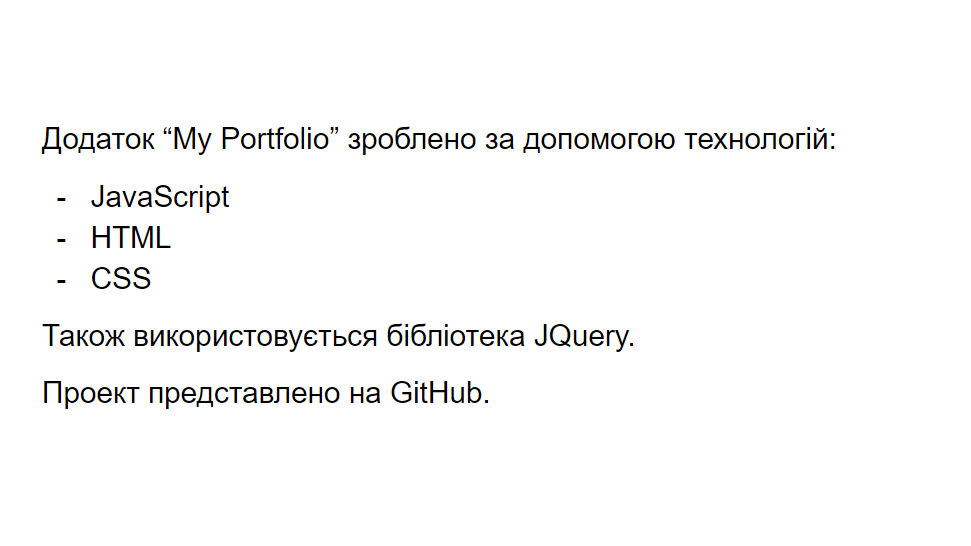 Додаток “My Portfolio” зроблено за допомогою технологій:
- JavaScript
- HTML
- CSS
Також використовується бібліотека JQuery.
Проект представлено на GitHub.